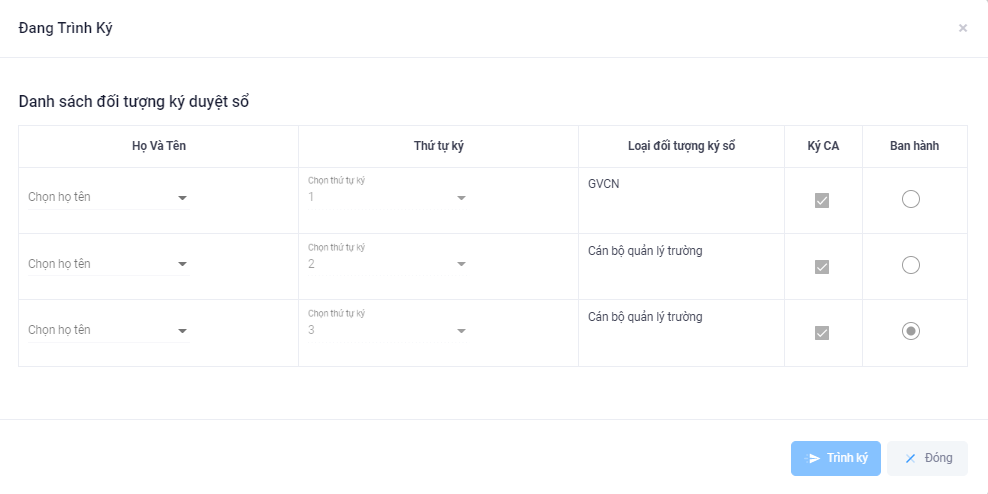 Đang Trình Ký
×
Danh sách đối tượng ký duyệt sổ
Họ Và Tên Thứ tự ký Loại đối tượng ký số Ký CA Ban hành
Chọn thứ tự ký
Chọn họ tên 1 GVCN
Chọn thứ tự ký
Chọn họ tên 2 Cán bộ quản lý trường
Chọn thứ tự ký
Chọn họ tên 3 Cán bộ quản lý trường
Trình ký Đóng